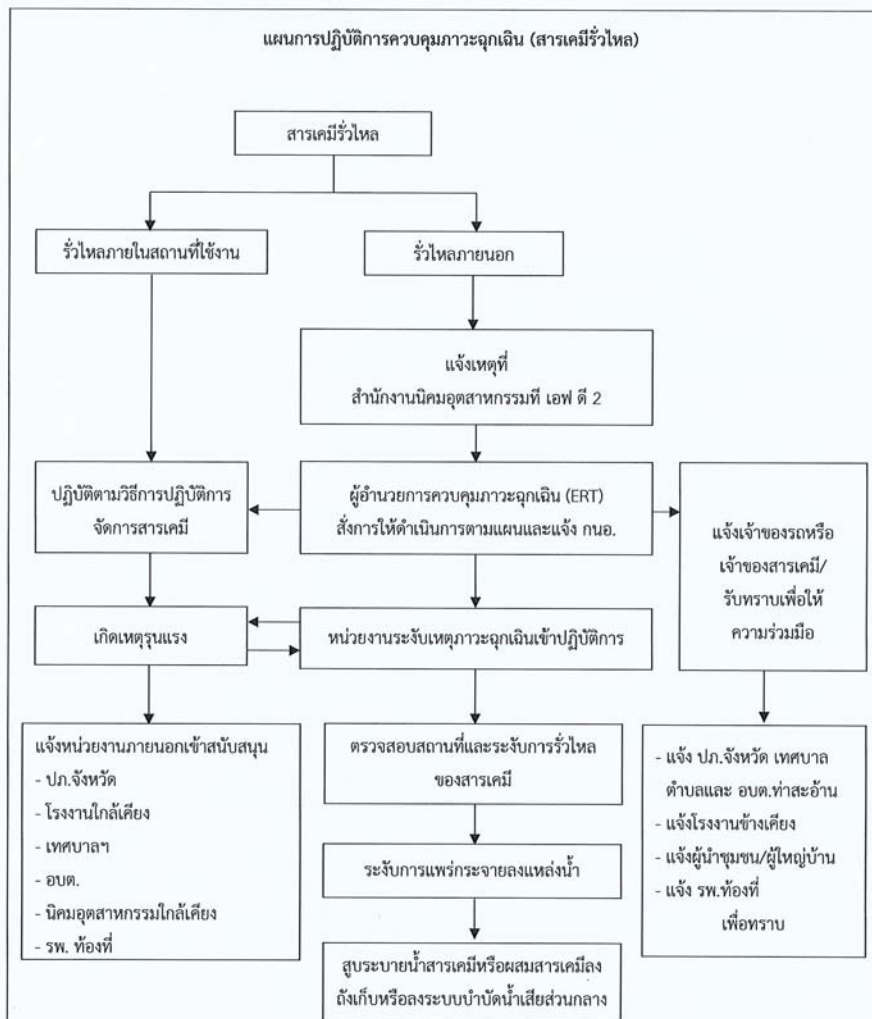 แผนการปฏิบัติการควบคุมภาวะฉุกเฉิน (สารเคมีรั่วไหล)
สารเคมีรั่วไหล
รั่วไหลภายในสถานที่ใช้งาน
รั่วไหลภายนอก
แจ้งเหตุที่
สำนักงานนิคมอุตสาหกรรมที เอฟ ดี 2
ปฏิบัติตามวิธีการปฏิบัติการ
จัดการสารเคมี
ผู้อำนวยการควบคุมภาวะฉุกเฉิน (ERT)
สั่งการให้ดำเนินการตามแผนและแจ้ง กนอ.
แจ้งเจ้าของรถหรือ
เจ้าของสารเคมี/
รับทราบเพื่อให้
ความร่วมมือ
เกิดเหตุรุนแรง
หน่วยงานระงับเหตุภาวะฉุกเฉินเข้าปฏิบัติการ
แจ้งหน่วยงานภายนอกเข้าสนับสนุน
- ปภ.จังหวัด
- โรงงานใกล้เคียง
- เทศบาลฯ
- อบต.
- นิคมอุตสาหกรรมใกล้เคียง
- รพ. ท้องที่
ตรวจสอบสถานที่และระงับการรั่วไหล
ของสารเคมี
ระงับการแพร่กระจายลงแหล่งน้ำ
สูบระบายน้ำสารเคมีหรือผสมสารเคมีลง
ถังเก็บหรือลงระบบบำบัดน้ำเสียส่วนกลาง
- แจ้ง ปภ.จังหวัด เทศบาล
ตำบลและ อบต.ท่าสะอ้าน
- แจ้งโรงงานข้างเคียง
- แจ้งผู้นำชุมชน/ผู้ใหญ่บ้าน
- แจ้ง รพ.ท้องที่
เพื่อทราบ